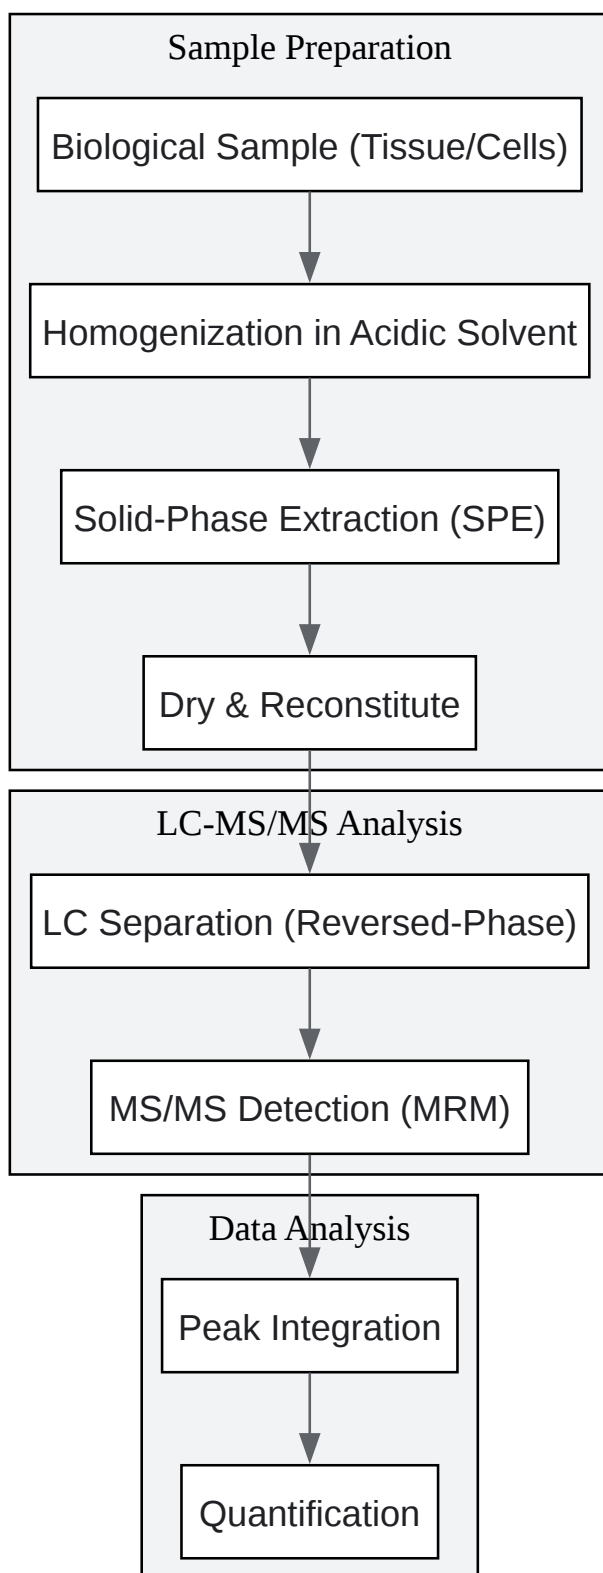 Sample Preparation
Biological Sample (Tissue/Cells)
Homogenization in Acidic Solvent
Solid-Phase Extraction (SPE)
Dry & Reconstitute
LC-MS/MS Analysis
LC Separation (Reversed-Phase)
MS/MS Detection (MRM)
Data Analysis
Peak Integration
Quantification